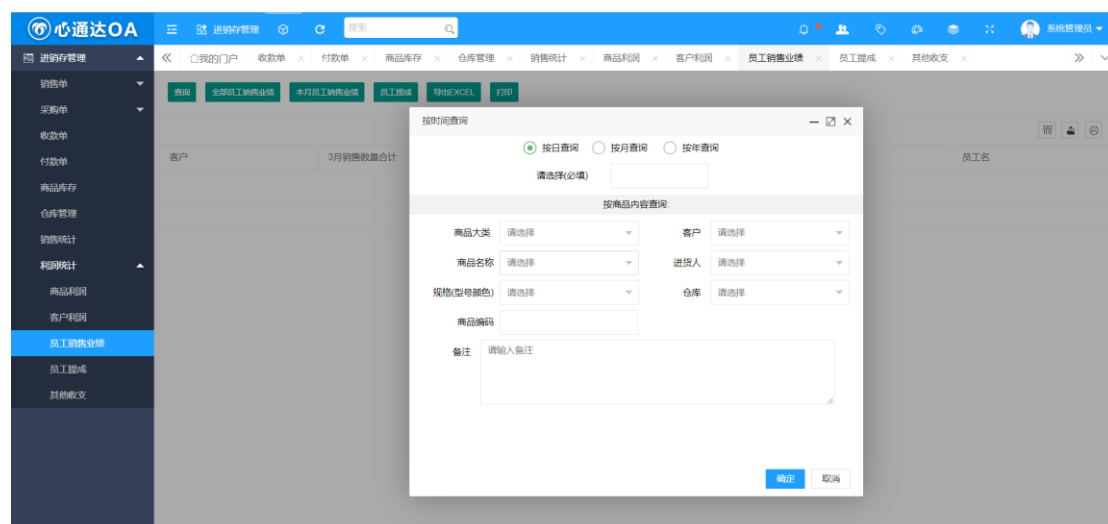 心通达OA 进销存管理 搜索... 系统管理员
进销存管理 我的门户 收款单 付款单 商品库存 仓库管理 销售统计 商品利润 客户利润 员工销售业绩 员工提成 其他收支
销售单
采购单
收款单
付款单
商品库存
仓库管理
销售统计
利润统计
商品利润
客户利润
员工销售业绩
员工提成
其他收支
查询 全部员工销售业绩 本月员工销售业绩 员工提成 导出EXCEL 打印
客户 3月销售数量合计 员工名
按时间查询
按日查询 按月查询 按年查询
请选择(必填)
按商品内容查询:
商品大类 请选择 客户 请选择
商品名称 请选择 进货人 请选择
规格(型号颜色) 请选择 仓库 请选择
商品编码
备注 请输入备注
确定 取消